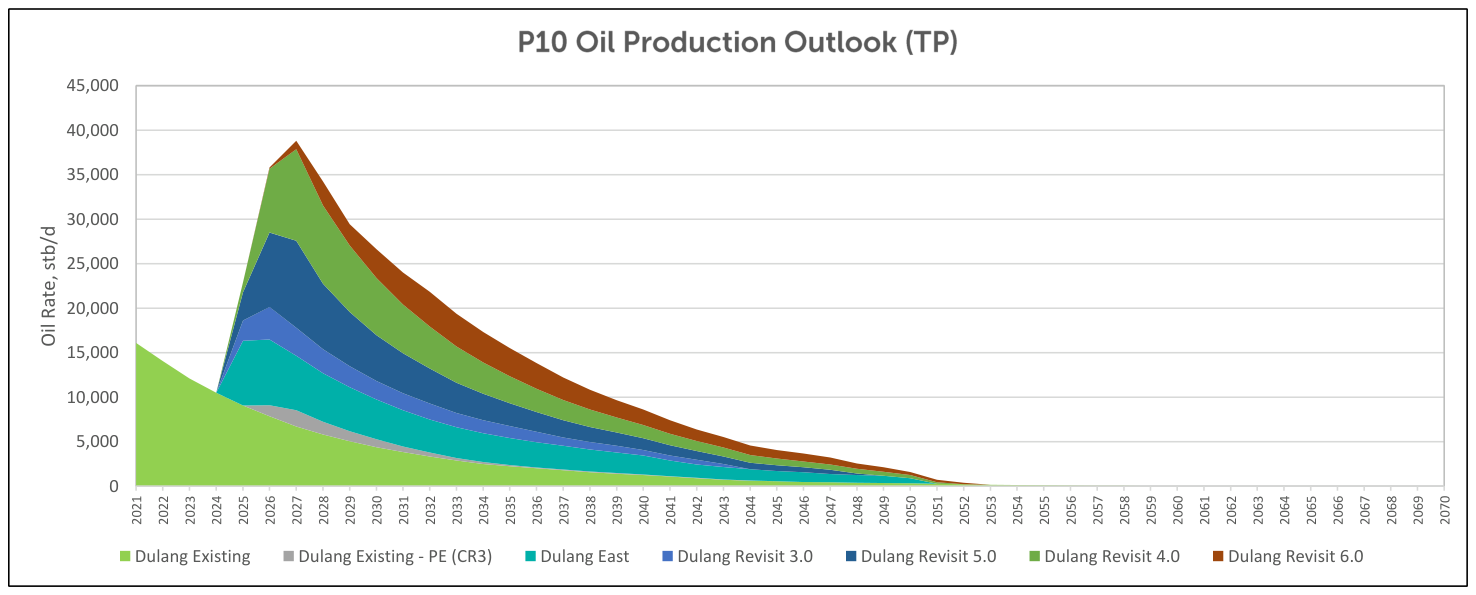 P10 Oil Production Outlook (TP)
45,000
40,000
35,000
30,000
25,000
20,000
15,000
10,000
5,000
0
Oil Rate, stb/d
2021 2022 2023 2024 2025 2026 2027 2028 2029 2030 2031 2032 2033 2034 2035 2036 2037 2038 2039 2040 2041 2042 2043 2044 2045 2046 2047 2048 2049 2050 2051 2052 2053 2054 2055 2056 2057 2058 2059 2060 2061 2062 2063 2064 2065 2066 2067 2068 2069 2070
Dulang Existing Dulang Existing - PE (CR3) Dulang East Dulang Revisit 3.0 Dulang Revisit 5.0 Dulang Revisit 4.0 Dulang Revisit 6.0